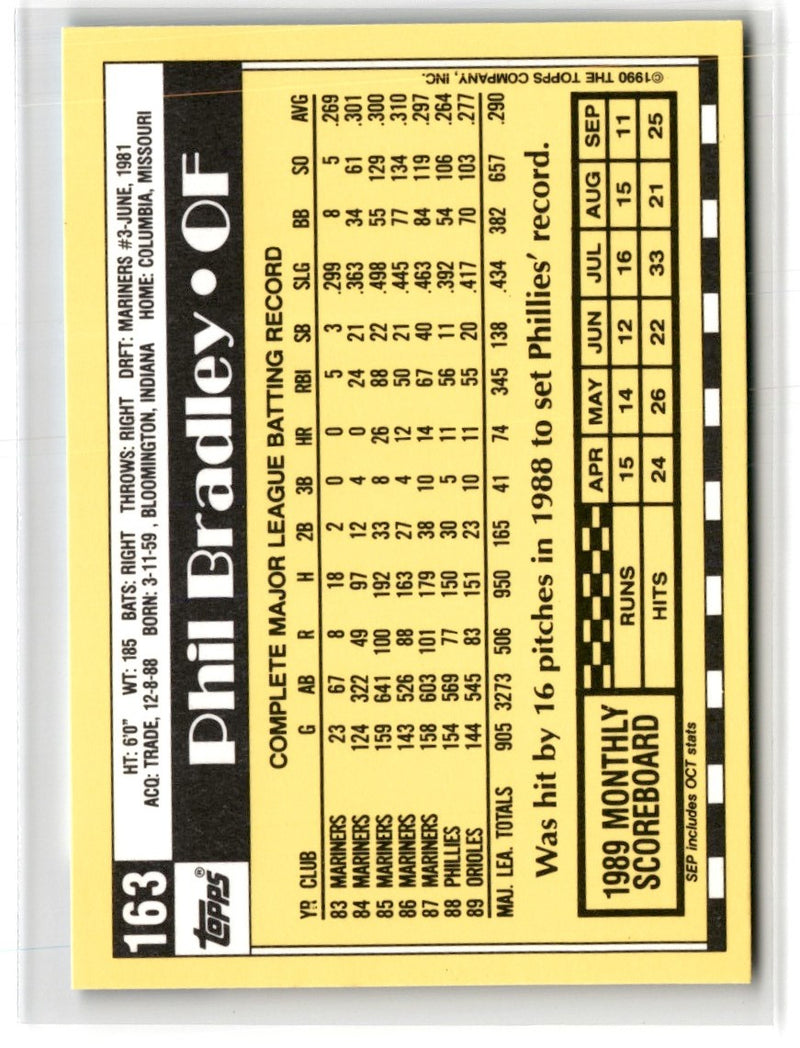 163
HT: 6'0" WT: 185 BATS: RIGHT THROWS: RIGHT DRFT: MARINERS #3-JUNE, 1981
ACQ: TRADE, 12-8-88 BORN: 3-11-59, BLOOMINGTON, INDIANA HOME: COLUMBIA, MISSOURI
Topps®
Phil Bradley • OF
COMPLETE MAJOR LEAGUE BATTING RECORD
YR CLUB G AB R H 2B 3B HR RBI SB SLG BB SO AVG
83 MARINERS 23 67 8 18 2 0 0 5 3 .299 8 5 .269
84 MARINERS 124 322 49 97 12 4 0 24 21 .363 34 61 .301
85 MARINERS 159 641 100 192 33 8 26 88 22 .498 55 129 .300
86 MARINERS 143 526 88 163 27 4 12 50 21 .445 77 134 .310
87 MARINERS 158 603 101 179 38 10 14 67 40 .463 84 119 .297
88 PHILLIES 154 569 77 150 30 5 11 56 11 .392 54 106 .264
89 ORIOLES 144 545 83 151 23 10 11 55 20 .417 70 103 .277
MAJ. LEA. TOTALS 905 3273 506 950 165 41 74 345 138 .434 382 657 .290
Was hit by 16 pitches in 1988 to set Phillies' record.
1989 MONTHLY
SCOREBOARD
APR MAY JUN JUL AUG SEP
RUNS 15 14 12 16 15 11
HITS 24 26 22 33 21 25
SEP includes OCT stats
©1990 THE TOPPS COMPANY, INC.